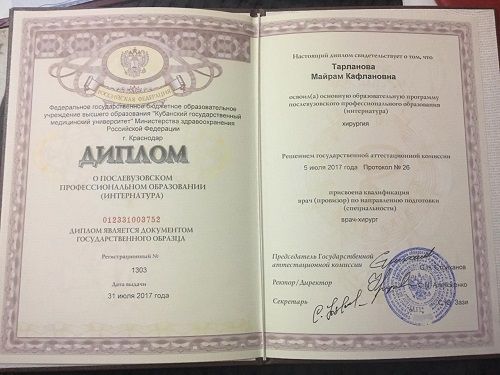 РОССИЙСКАЯ ФЕДЕРАЦИЯ
Федеральное государственное бюджетное образовательное
учреждение высшего образования "Кубанский государственный
медицинский университет" Министерства здравоохранения
Российской Федерации
г. Краснодар
ДИПЛОМ
О ПОСЛЕВУЗОВСКОМ
ПРОФЕССИОНАЛЬНОМ ОБРАЗОВАНИИ
(ИНТЕРНАТУРА)
012331003752
ДИПЛОМ ЯВЛЯЕТСЯ ДОКУМЕНТОМ
ГОСУДАРСТВЕННОГО ОБРАЗЦА
Регистрационный №
1303
Дата выдачи
31 июля 2017 года
Настоящий диплом свидетельствует о том, что
Тарланова
Майрам Кафлановна
освоил(а) основную образовательную программу
послевузовского профессионального образования
(интернатура)
хирургия
Решением государственной аттестационной комиссии
5 июля 2017 года Протокол № 26
присвоена квалификация
врач (провизор) по направлению подготовки
(специальности)
врач-хирург
Председатель Государственной
аттестационной комиссии
Ректор/ Директор
Секретарь